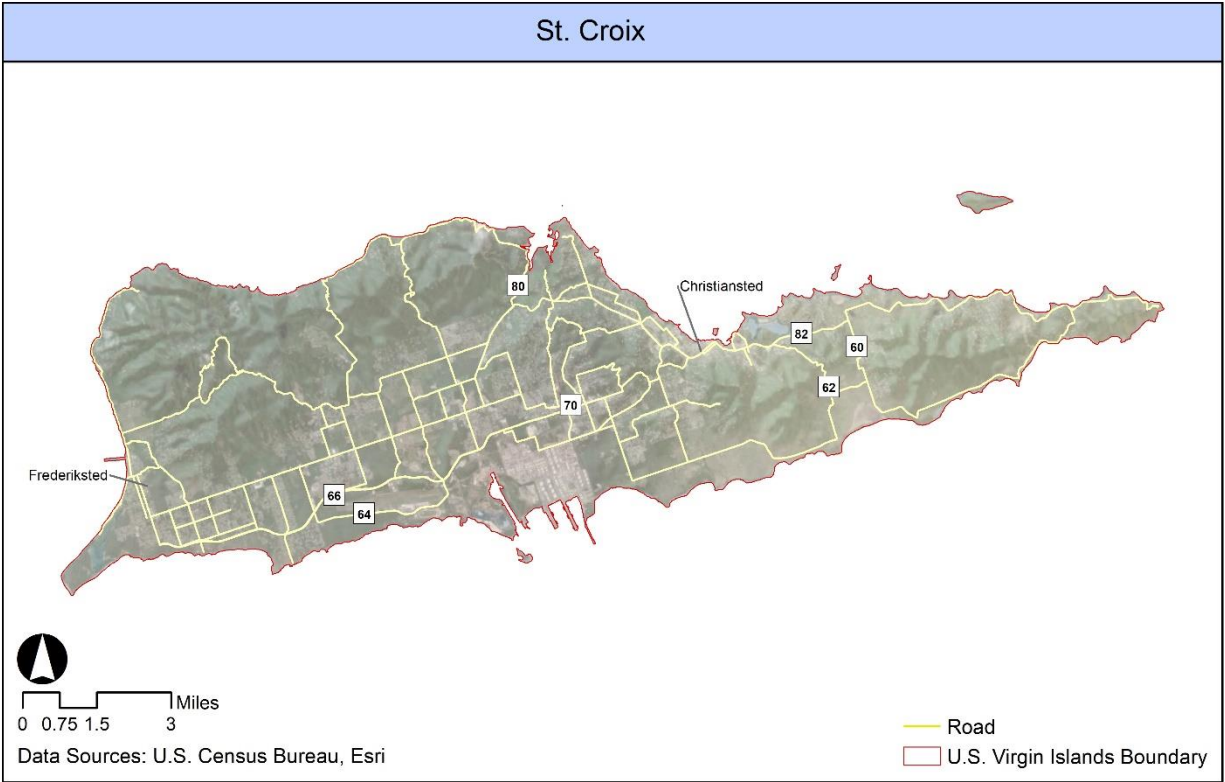 St. Croix
80
Christiansted
82
60
62
70
Frederiksted
66
64
Miles
0 0.75 1.5 3
Data Sources: U.S. Census Bureau, Esri
Road
U.S. Virgin Islands Boundary